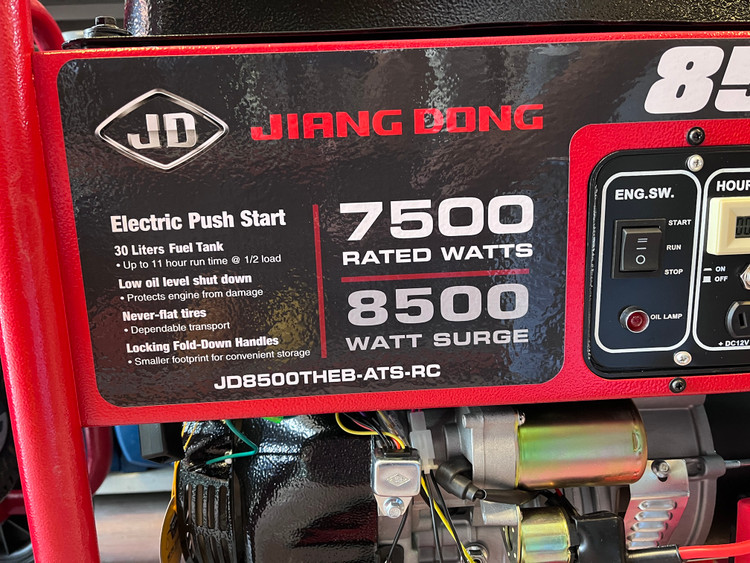 85
JD JIANG DONG
Electric Push Start
30 Liters Fuel Tank
• Up to 11 hour run time @ 1/2 load
Low oil level shut down
• Protects engine from damage
Never-flat tires
• Dependable transport
Locking Fold-Down Handles
• Smaller footprint for convenient storage
7500
RATED WATTS
8500
WATT SURGE
JD8500THEB-ATS-RC
ENG.SW.
START
RUN
STOP
OIL LAMP
HOUR
ON
OFF
+ DC12V